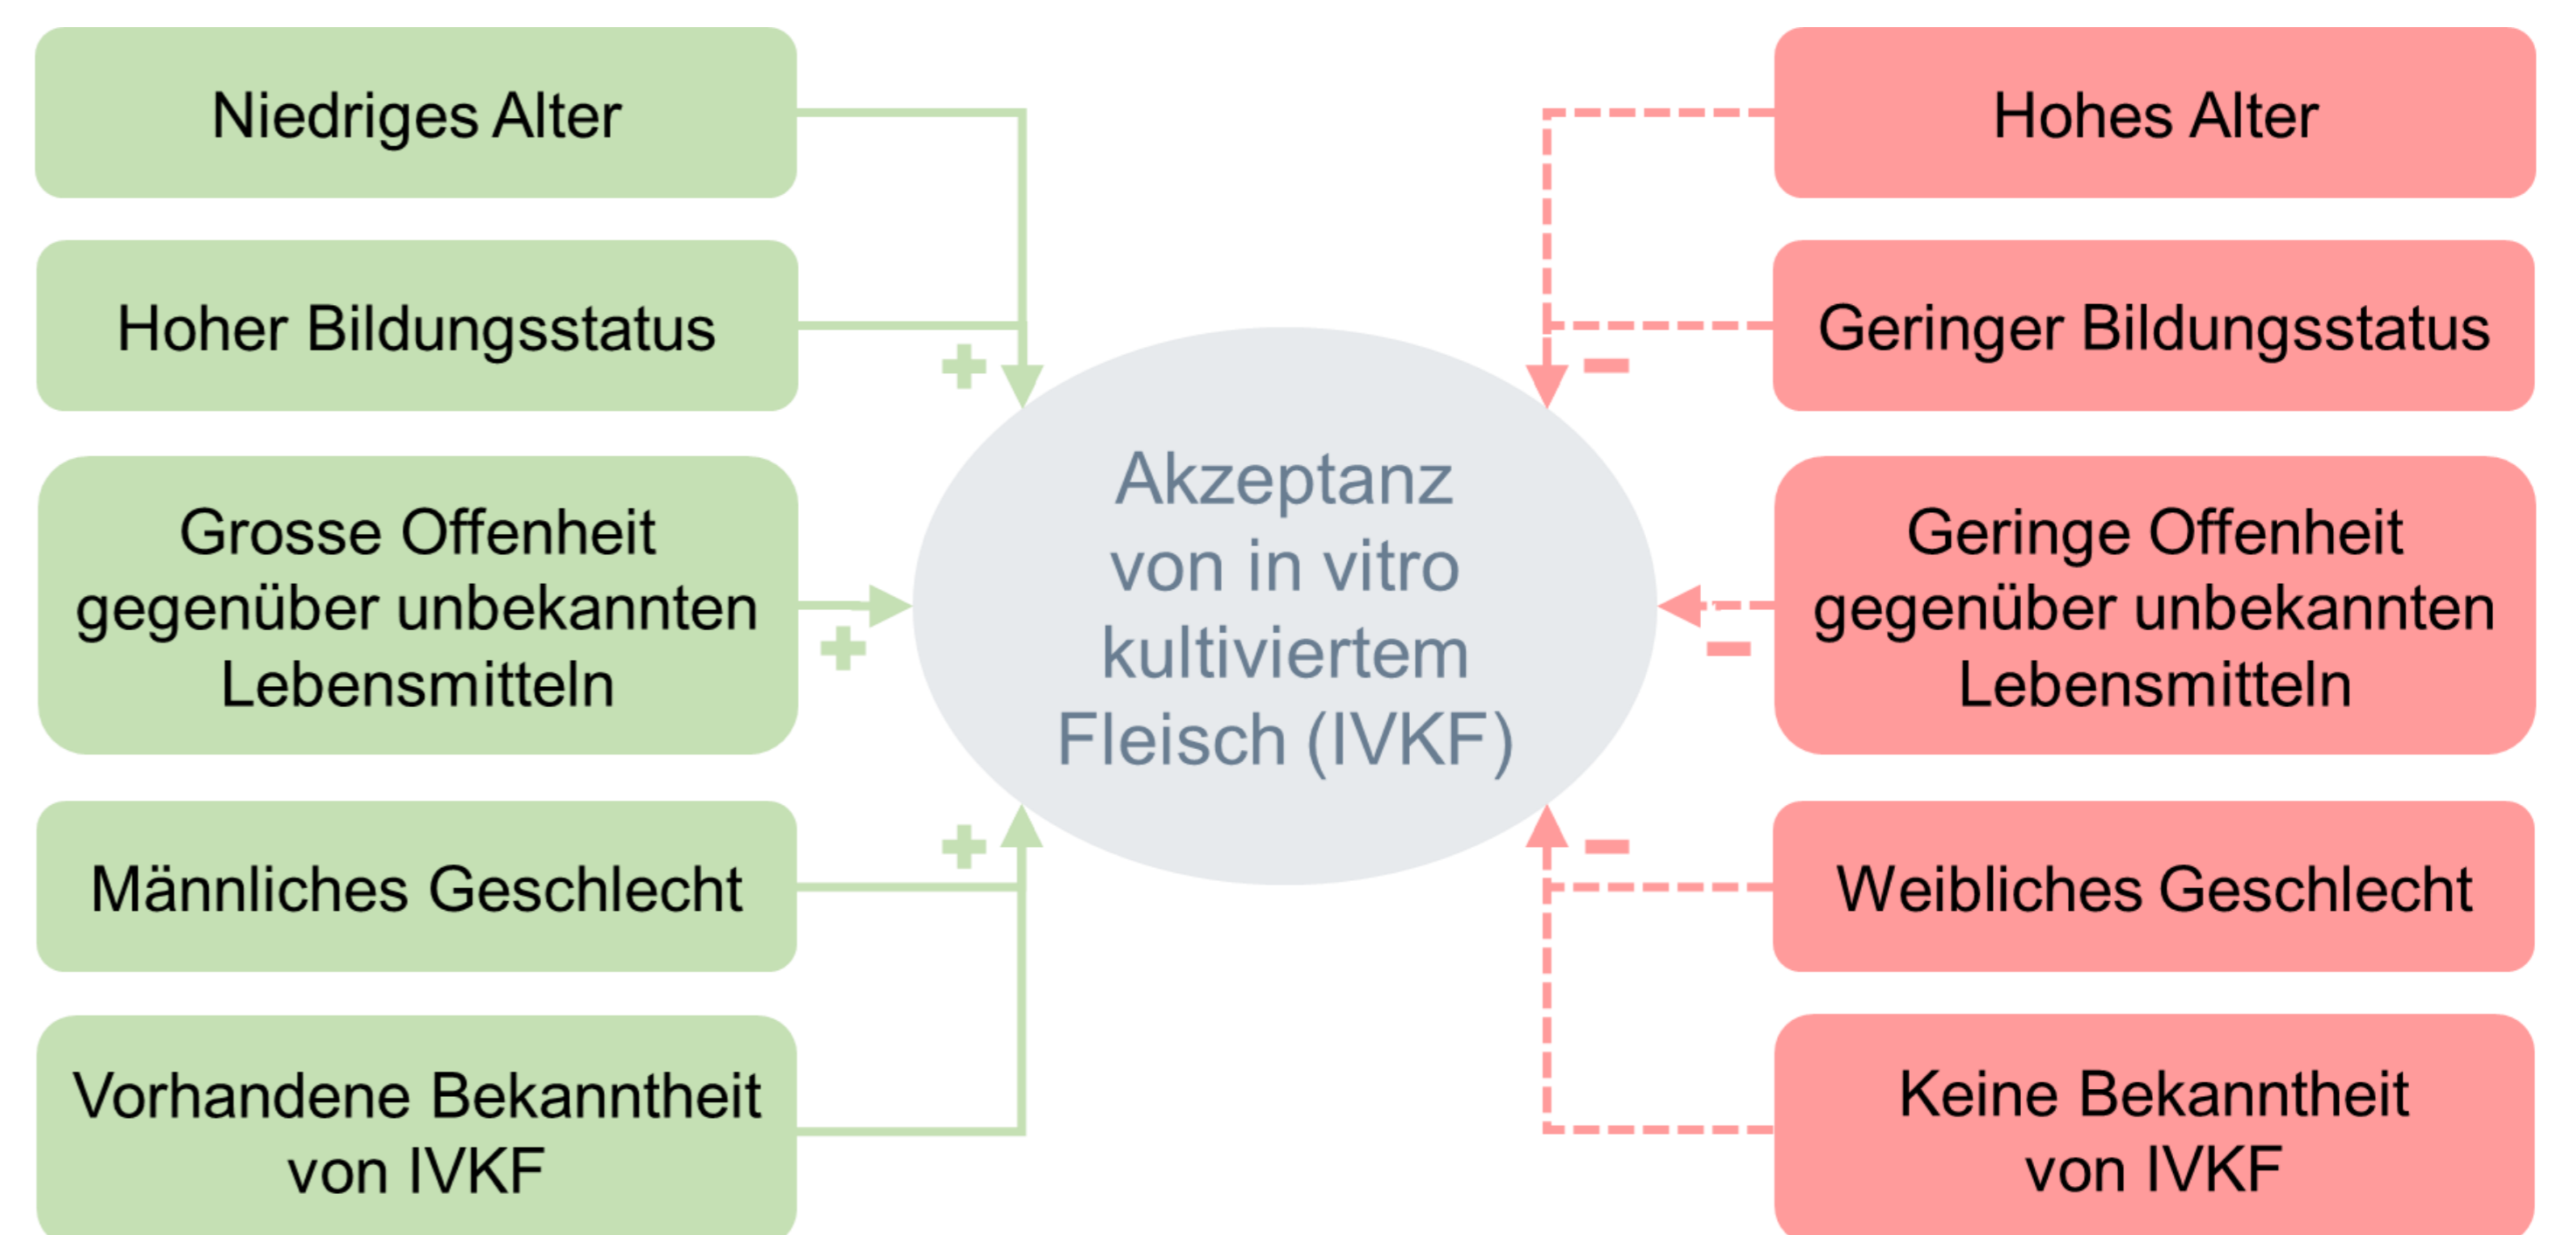 Niedriges Alter
Hoher Bildungsstatus
+
Grosse Offenheit
gegenüber unbekannten
Lebensmitteln
+
Männliches Geschlecht
+
Vorhandene Bekanntheit
von IVKF
Akzeptanz
von in vitro
kultiviertem
Fleisch (IVKF)
Hohes Alter
Geringer Bildungsstatus
-
Geringe Offenheit
gegenüber unbekannten
Lebensmitteln
-
Weibliches Geschlecht
-
Keine Bekanntheit
von IVKF